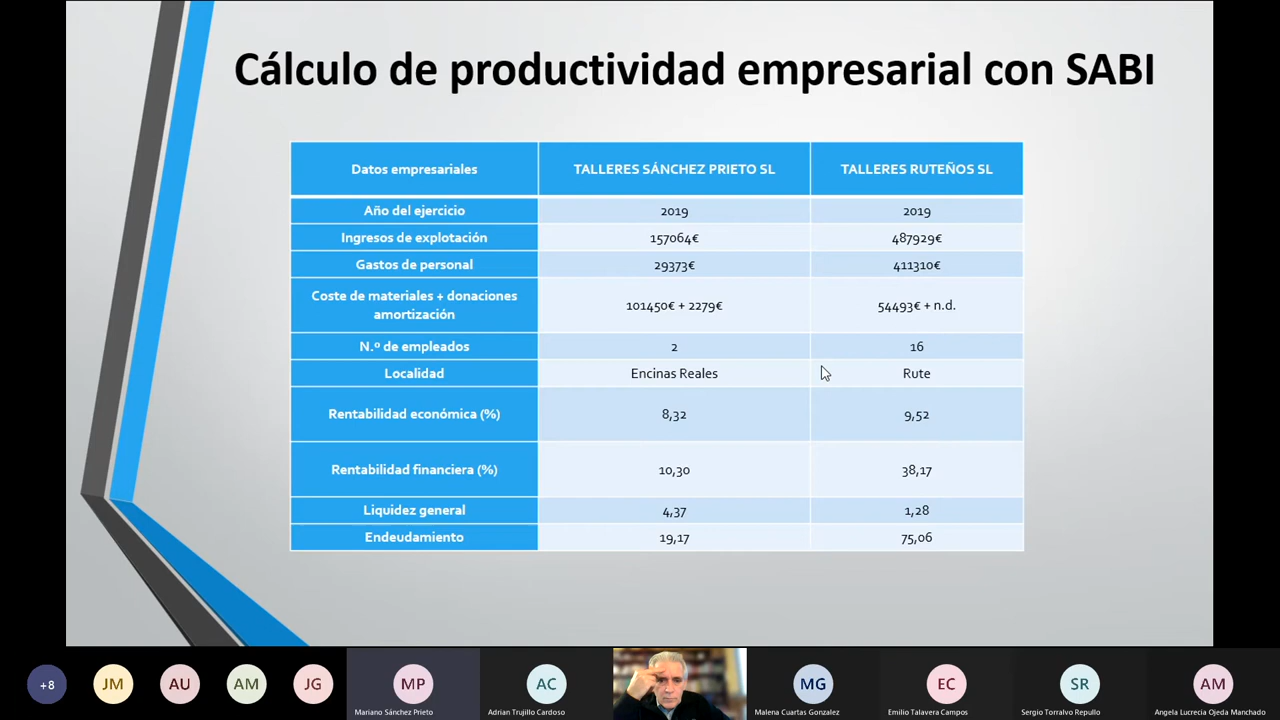 Cálculo de productividad empresarial con SABI
Datos empresariales TALLERES SÁNCHEZ PRIETO SL TALLERES RUTEÑOS SL
Año del ejercicio 2019 2019
Ingresos de explotación 157064€ 487929€
Gastos de personal 29373€ 411310€
Coste de materiales + donaciones
amortización 101450€ + 2279€ 54493€ + n.d.
N.º de empleados 2 16
Localidad Encinas Reales Rute
Rentabilidad económica (%) 8,32 9,52
Rentabilidad financiera (%) 10,30 38,17
Liquidez general 4,37 1,28
Endeudamiento 19,17 75,06
+8 JM AU AM JG MP AC MG EC SR AM
Mariano Sánchez Prieto Adrian Trujillo Cardoso Malena Cuartas Gonzalez Emilio Talavera Campos Sergio Torralvo Repullo Angela Lucrecia Ojeda Manchado